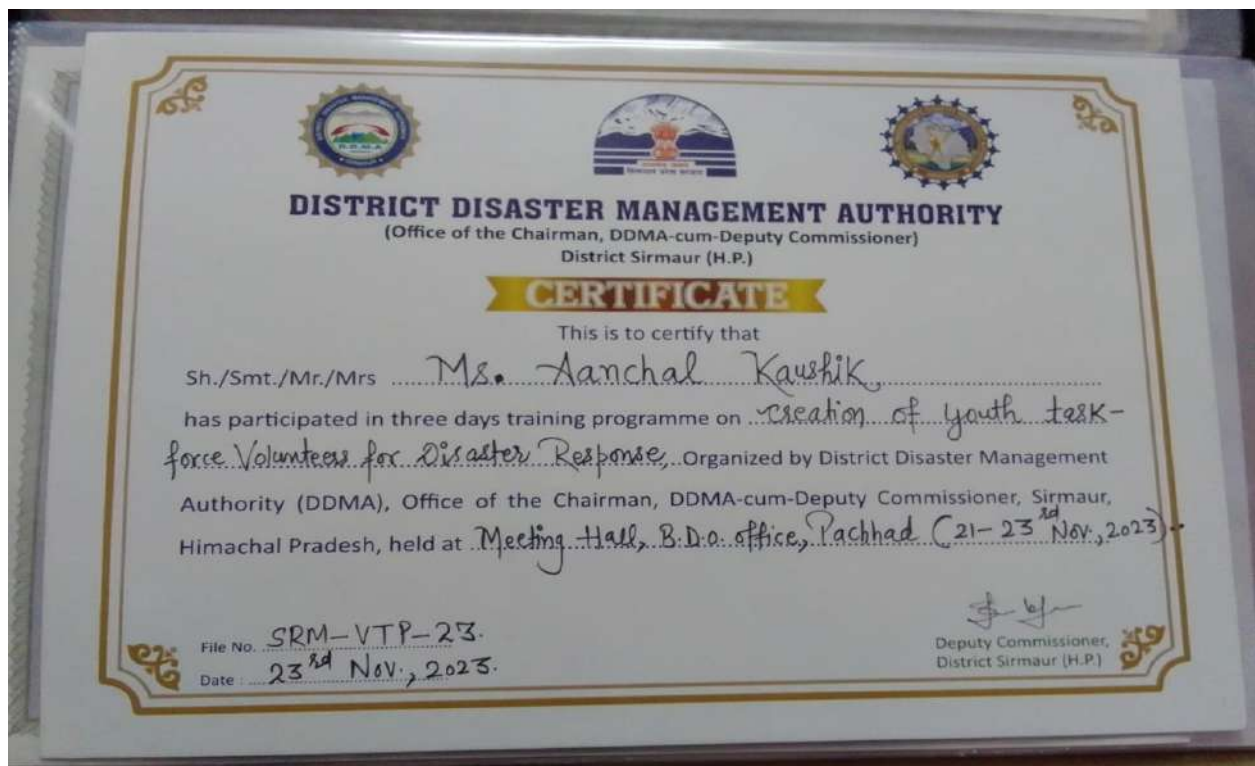 D.D.M.A
हिमाचल प्रदेश सरकार
DISTRICT DISASTER MANAGEMENT AUTHORITY
(Office of the Chairman, DDMA-cum-Deputy Commissioner)
District Sirmaur (H.P.)
CERTIFICATE
This is to certify that
Sh./Smt./Mr./Mrs Ms. Aanchal Kaushik,
has participated in three days training programme on creation of youth task-
force Volunteers for Disaster Response, Organized by District Disaster Management
Authority (DDMA), Office of the Chairman, DDMA-cum-Deputy Commissioner, Sirmaur,
Himachal Pradesh, held at Meeting Hall, B.D.O. office, Pachhad (21-23rd Nov., 2023).
File No. SRM-VTP-23.
Date : 23rd Nov., 2023.
Deputy Commissioner,
District Sirmaur (H.P.)